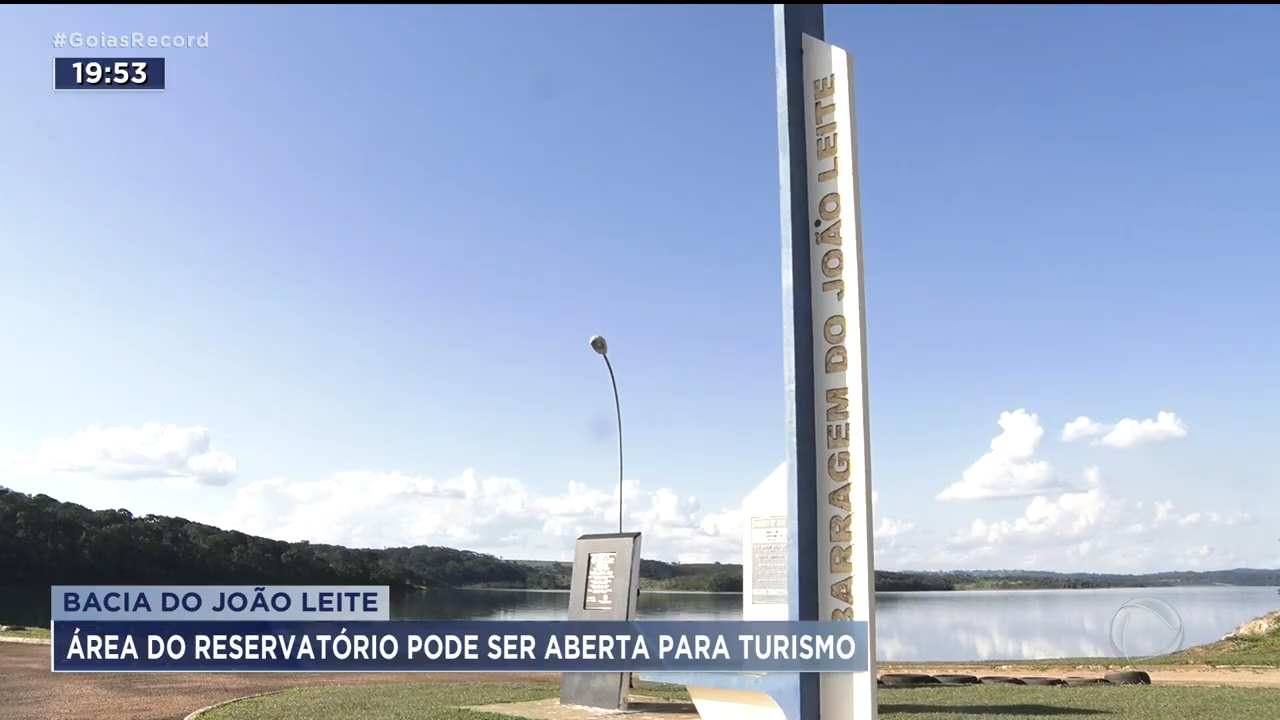 #GoiasRecord
19:53
BARRAGEM DO JOÃO LEITE
BACIA DO JOÃO LEITE
ÁREA DO RESERVATÓRIO PODE SER ABERTA PARA TURISMO